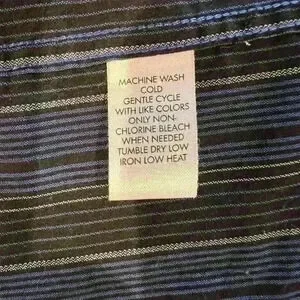 MACHINE WASH
COLD
GENTLE CYCLE
WITH LIKE COLORS
ONLY NON-
CHLORINE BLEACH
WHEN NEEDED
TUMBLE DRY LOW
IRON LOW HEAT